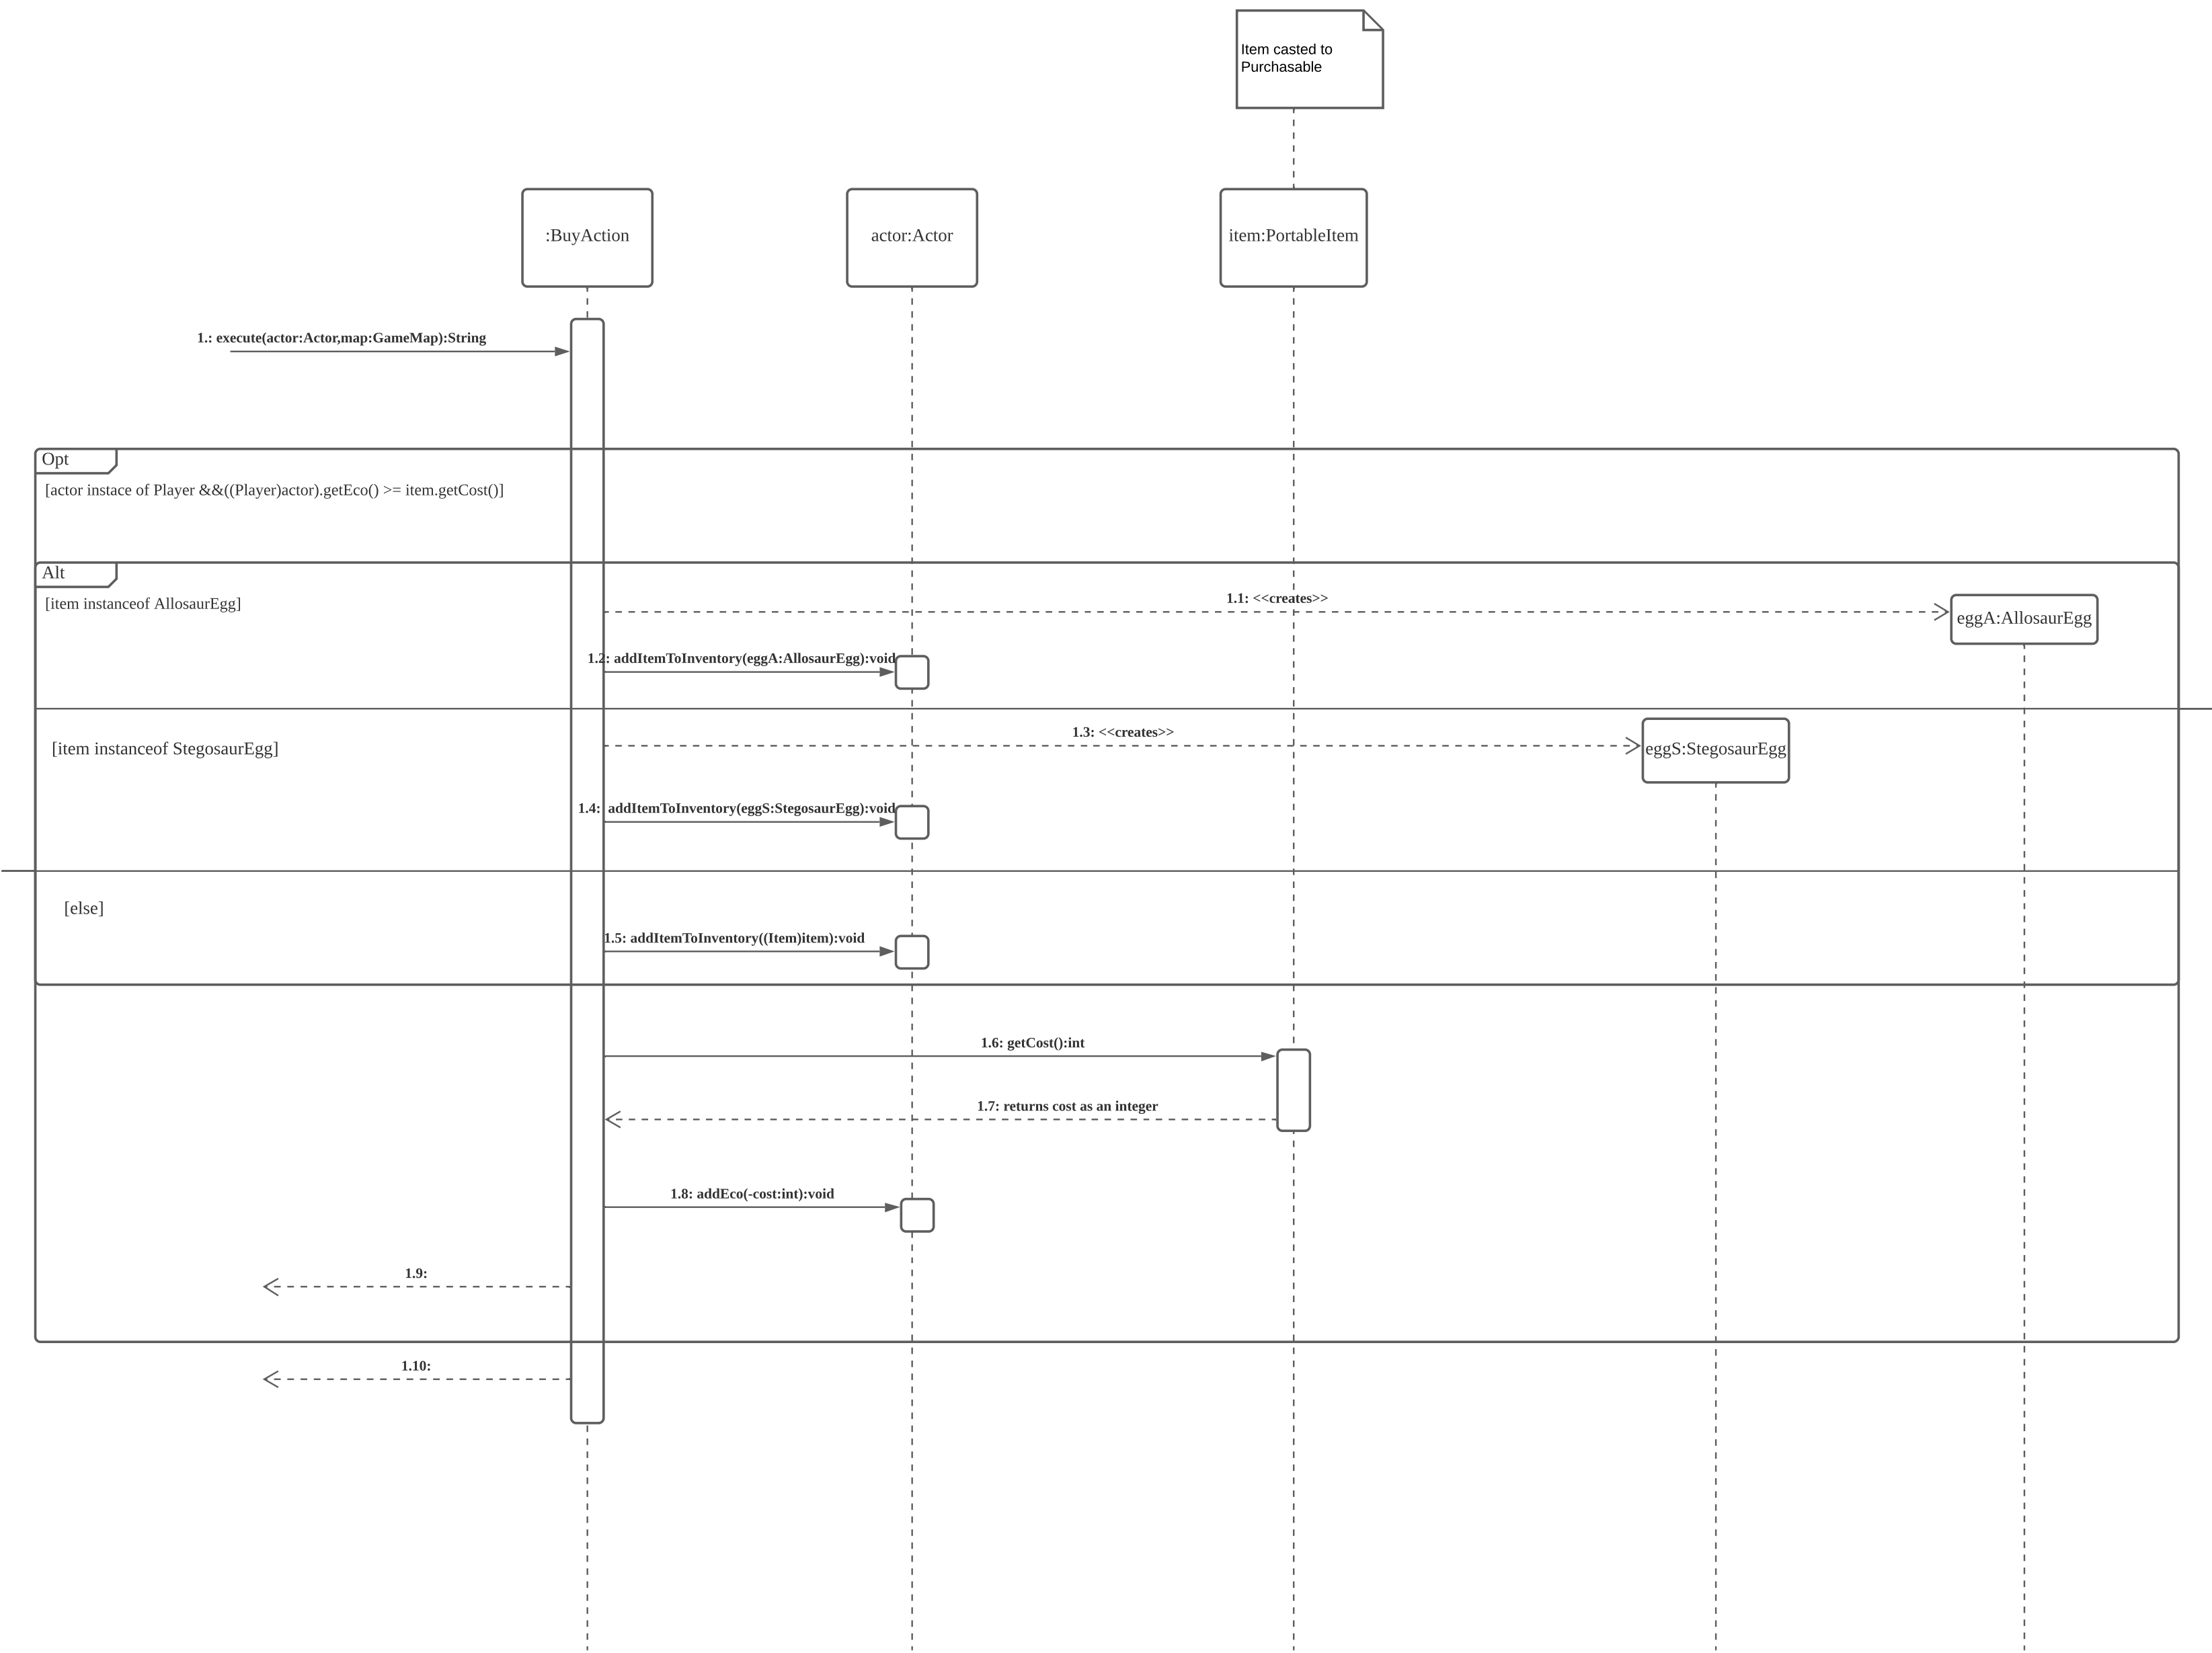 Item casted to
Purchasable
:BuyAction
actor:Actor
item:PortableItem
1.: execute(actor:Actor,map:GameMap):String
Opt
[actor instace of Player &&((Player)actor).getEco() >= item.getCost()]
Alt
[item instanceof AllosaurEgg]
1.1: <<creates>>
eggA:AllosaurEgg
1.2: addItemToInventory(eggA:AllosaurEgg):void
1.3: <<creates>>
[item instanceof StegosaurEgg]
eggS:StegosaurEgg
1.4: addItemToInventory(eggS:StegosaurEgg):void
[else]
1.5: addItemToInventory((Item)item):void
1.6: getCost():int
1.7: returns cost as an integer
1.8: addEco(-cost:int):void
1.9:
1.10: